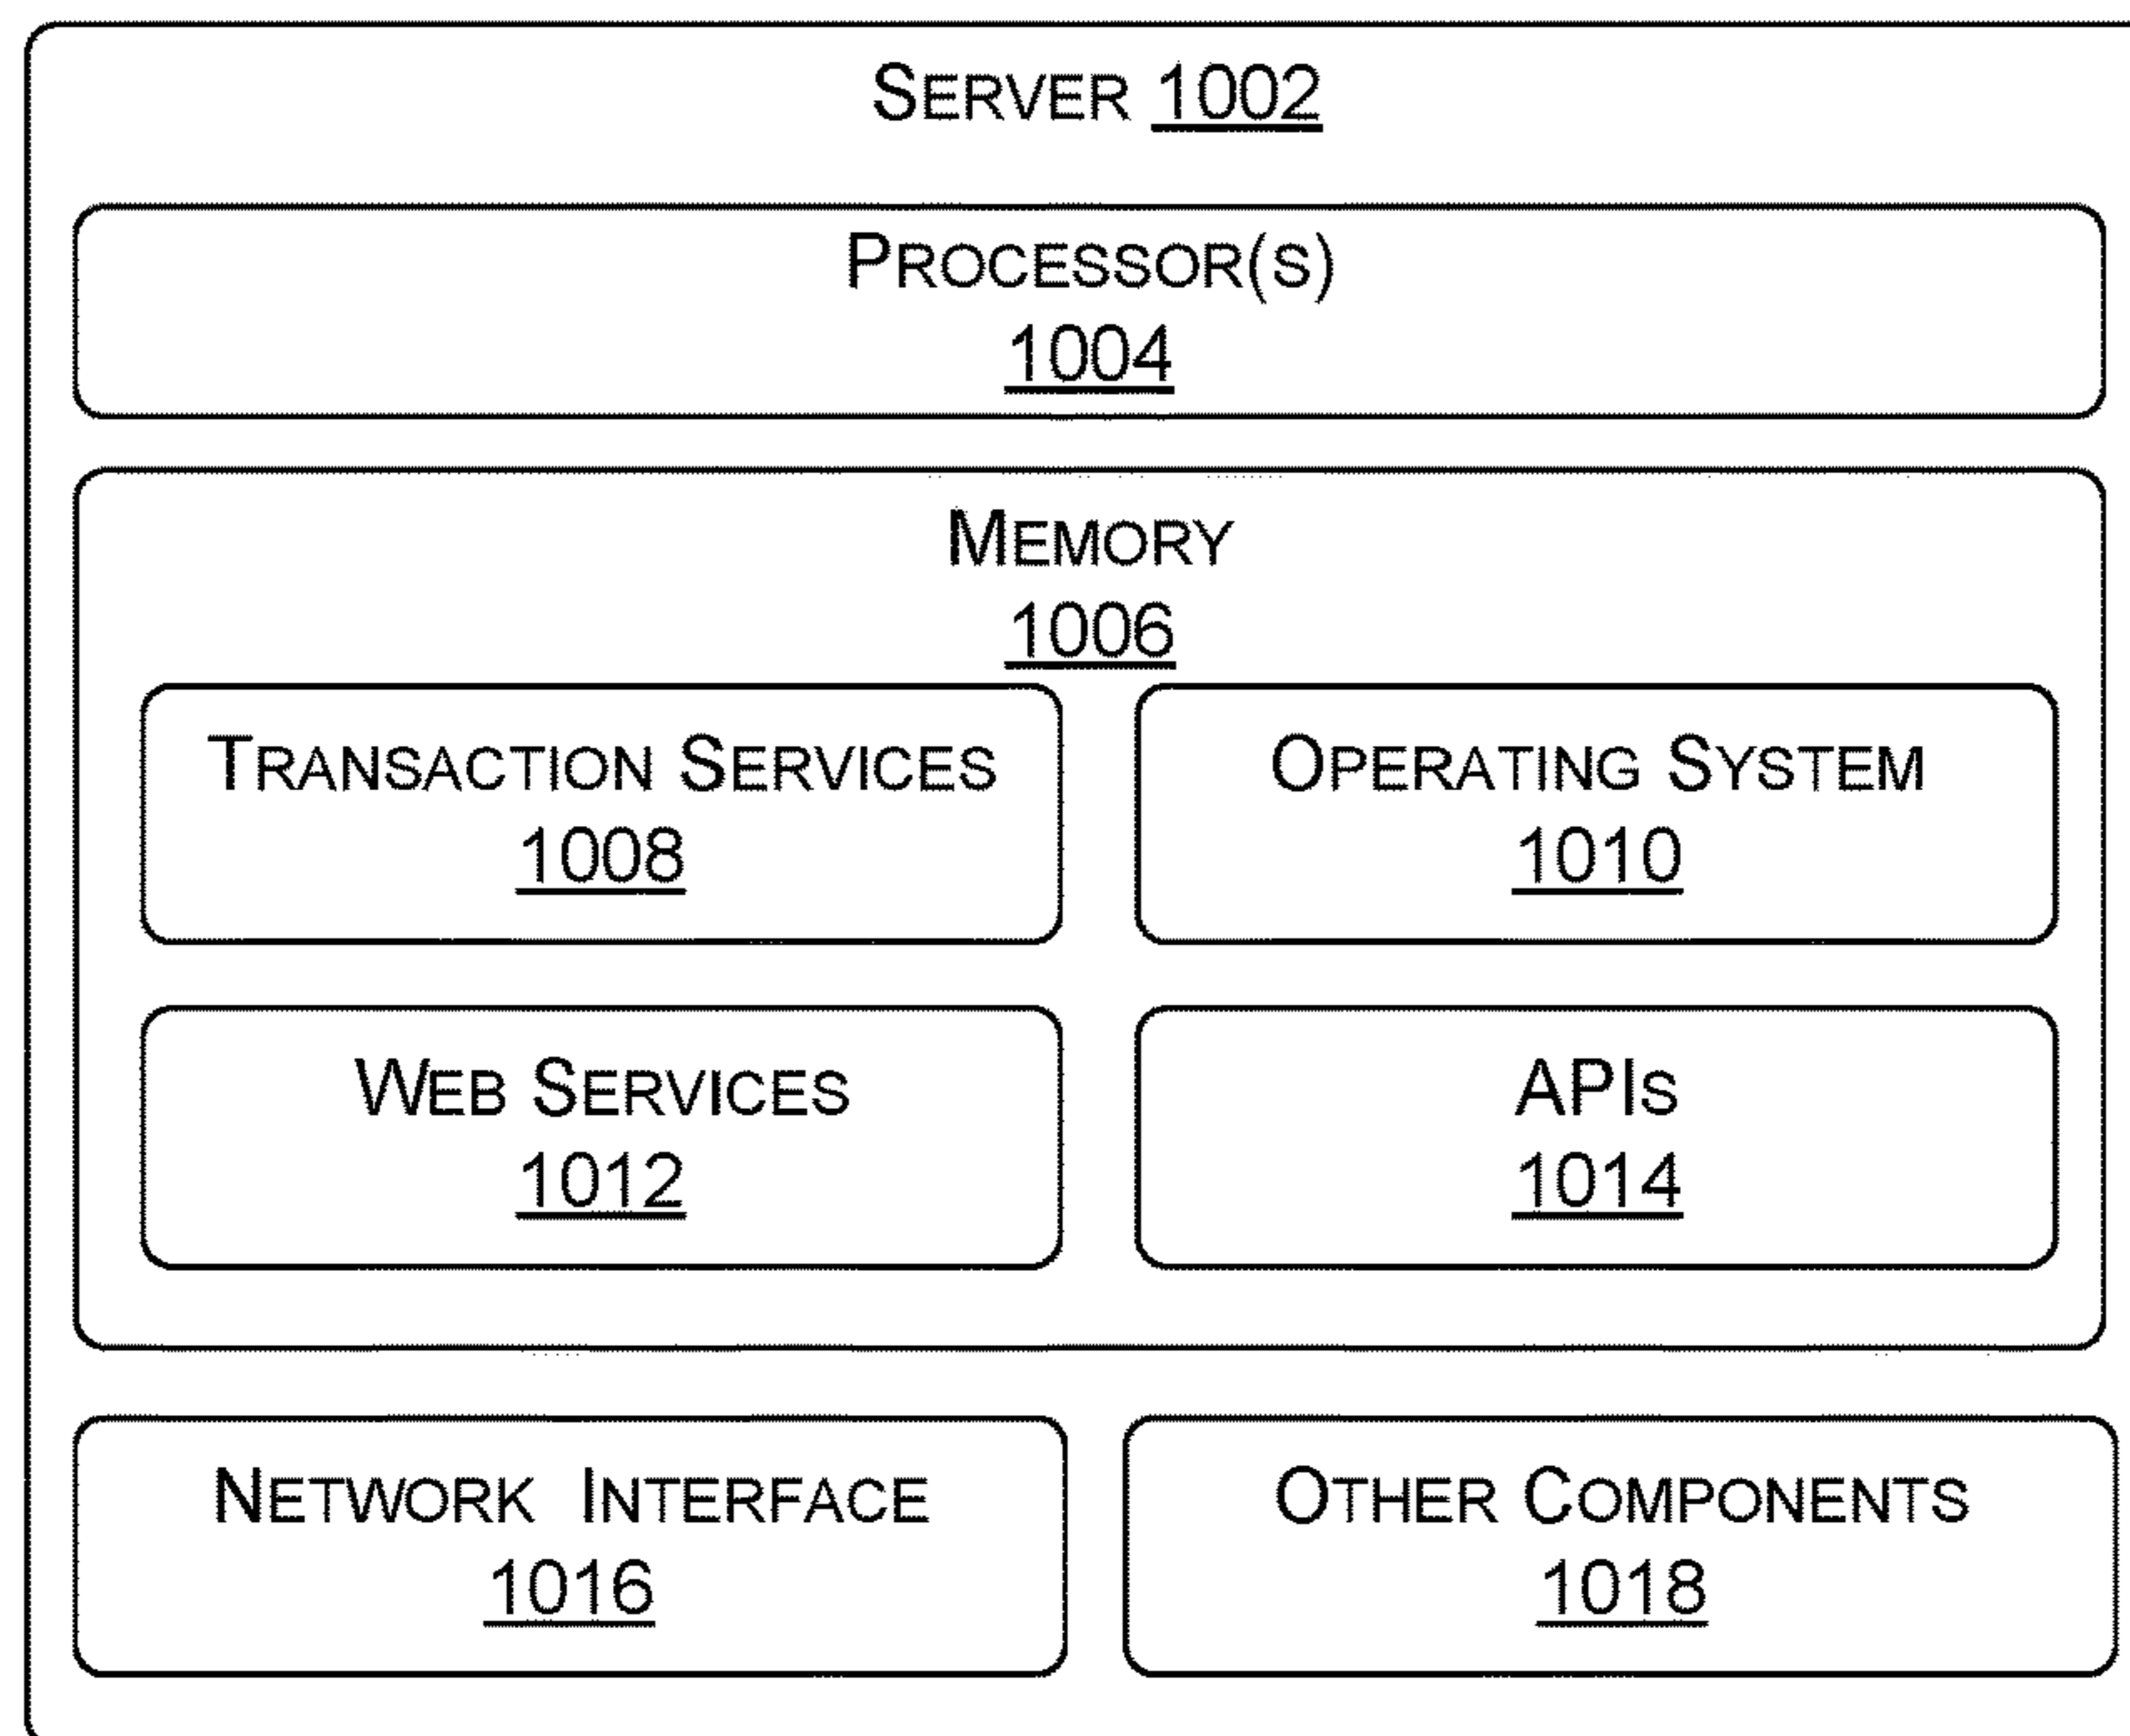 SERVER 1002
PROCESSOR(S)
1004
MEMORY
1006
TRANSACTION SERVICES
1008
OPERATING SYSTEM
1010
WEB SERVICES
1012
APIS
1014
NETWORK INTERFACE
1016
OTHER COMPONENTS
1018